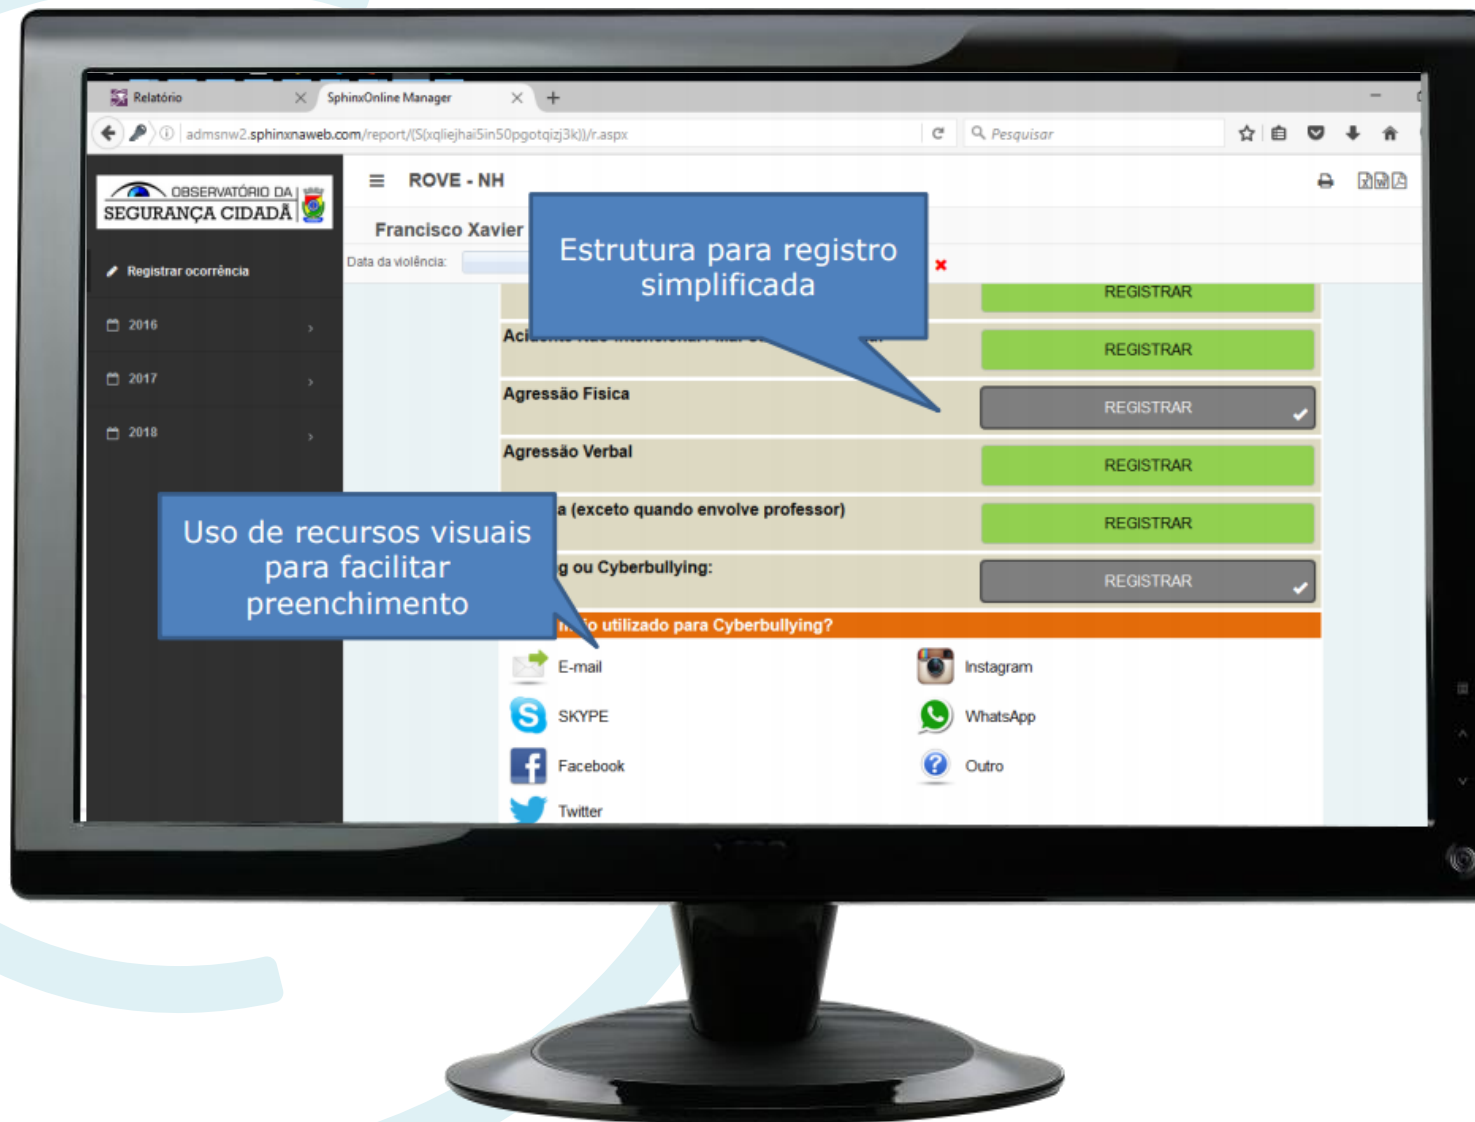 Relatório
SphinxOnline Manager
admsnw2.sphinxnaweb.com/report/(S(xqliejhai5in50pgotqizj3k))/r.aspx
Pesquisar
OBSERVATÓRIO DA
SEGURANÇA CIDADÃ
ROVE - NH
Francisco Xavier
Data da violência:
Estrutura para registro
simplificada
Registrar ocorrência
2016
2017
2018
REGISTRAR
REGISTRAR
Agressão Fisica
REGISTRAR
Agressão Verbal
REGISTRAR
(exceto quando envolve professor)
REGISTRAR
ou Cyberbullying:
REGISTRAR
Uso de recursos visuais
para facilitar
preenchimento
utilizado para Cyberbullying?
E-mail
Instagram
SKYPE
WhatsApp
Facebook
Outro
Twitter